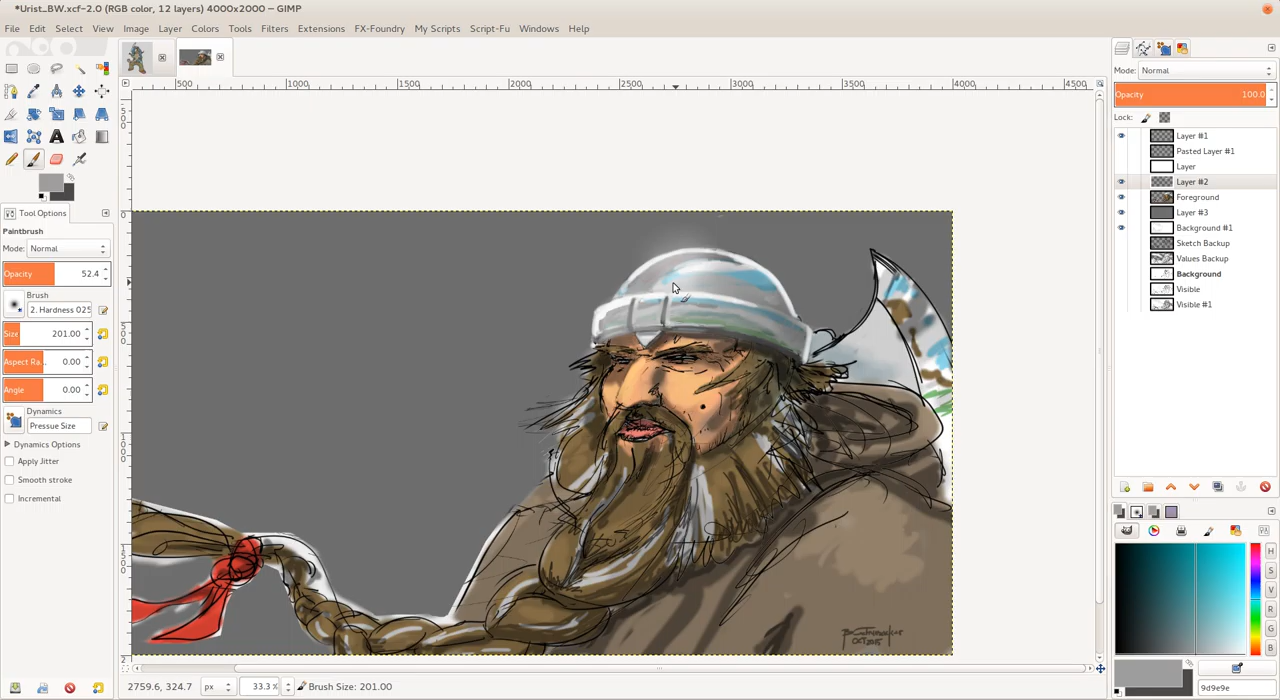 *Urist_BW.xcf-2.0 (RGB color, 12 layers) 4000x2000 – GIMP
File Edit Select View Image Layer Colors Tools Filters Extensions FX-Foundry My Scripts Script-Fu Windows Help
500 1000 1500 2000 2500 3000 3500 4000 4500
Tool Options
Paintbrush
Mode: Normal
Opacity 52.4
Brush
2. Hardness 025
Size 201.00
Aspect Ra... 0.00
Angle 0.00
Dynamics
Pressue Size
Dynamics Options
Apply Jitter
Smooth stroke
Incremental
Mode: Normal
Opacity 100.0
Lock:
Layer #1
Pasted Layer #1
Layer
Layer #2
Foreground
Layer #3
Background #1
Sketch Backup
Values Backup
Background
Visible
Visible #1
H
S
V
R
G
B
9d9e9e
OCT 2015
2759.6, 324.7 px 33.3 % Brush Size: 201.00